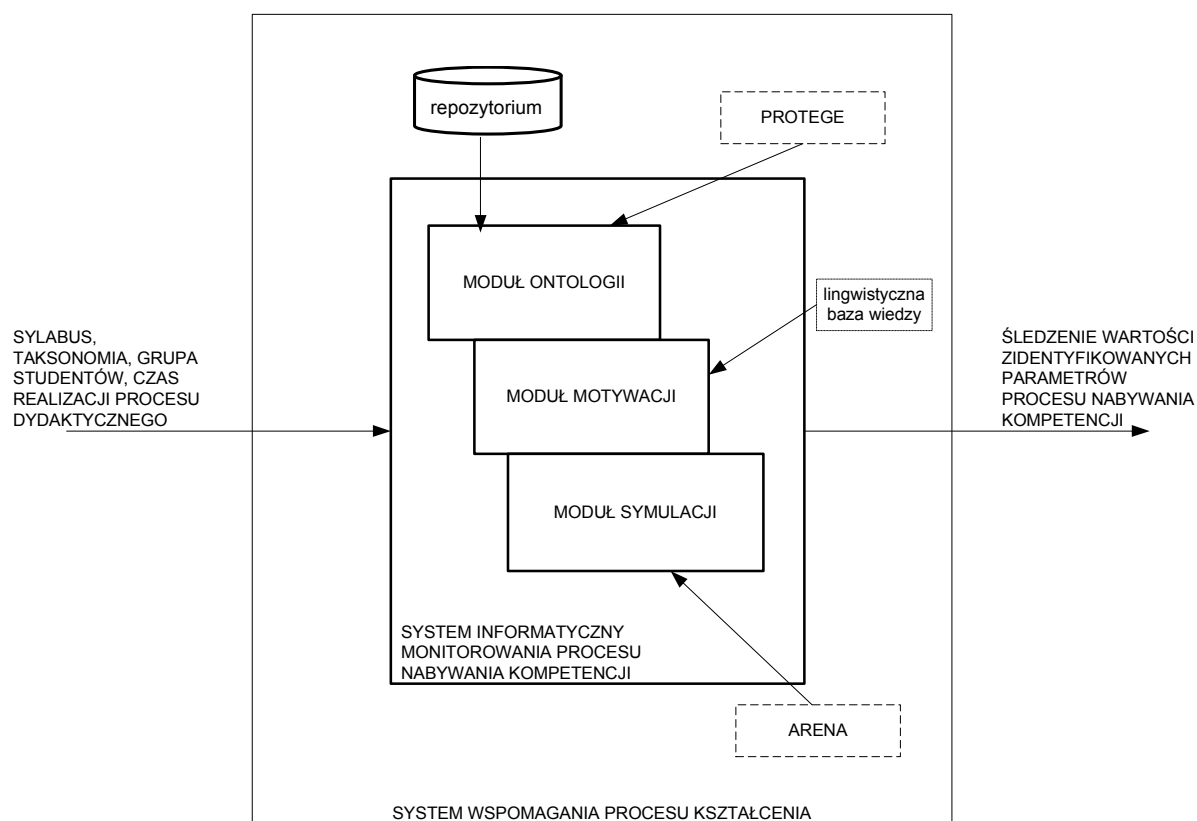 repozytorium
PROTEGE
MODUŁ ONTOLOGII
lingwistyczna
baza wiedzy
SYLABUS,
TAKSONOMIA, GRUPA
STUDENTÓW, CZAS
REALIZACJI PROCESU
DYDAKTYCZNEGO
ŚLEDZENIE WARTOŚCI
ZIDENTYFIKOWANYCH
PARAMETRÓW
PROCESU NABYWANIA
KOMPETENCJI
MODUŁ MOTYWACJI
MODUŁ SYMULACJI
SYSTEM INFORMATYCZNY
MONITOROWANIA PROCESU
NABYWANIA KOMPETENCJI
ARENA
SYSTEM WSPOMAGANIA PROCESU KSZTAŁCENIA